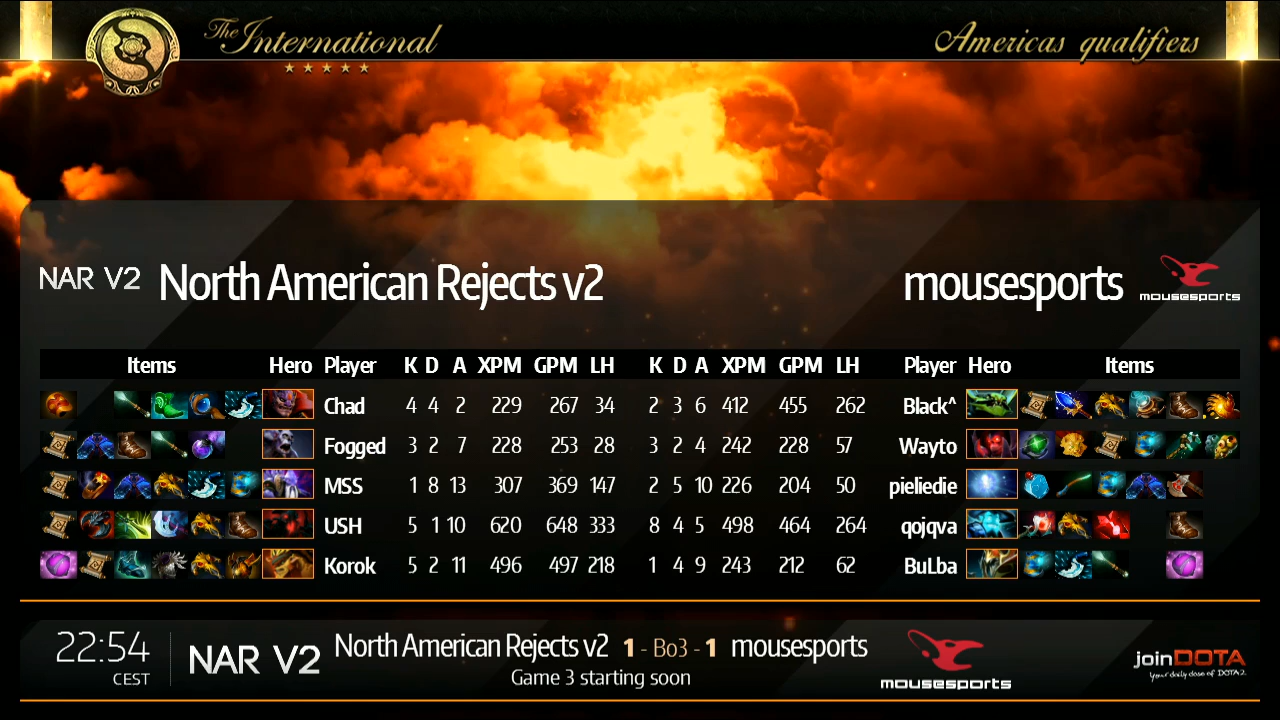 The International
Americas qualifiers
NAR V2 North American Rejects v2
mousesports
mousesports
Items Hero Player K D A XPM GPM LH K D A XPM GPM LH Player Hero Items
Chad 4 4 2 229 267 34 2 3 6 412 455 262 Black^
Fogged 3 2 7 228 253 28 3 2 4 242 228 57 Wayto
MSS 1 8 13 307 369 147 2 5 10 226 204 50 pieliedie
USH 5 1 10 620 648 333 8 4 5 498 464 264 qojqva
Korok 5 2 11 496 497 218 1 4 9 243 212 62 BuLba
22:54
CEST
NAR V2
North American Rejects v2 1 - Bo3 - 1 mousesports
Game 3 starting soon
mousesports
joinDOTA
Your daily dose of DOTA2